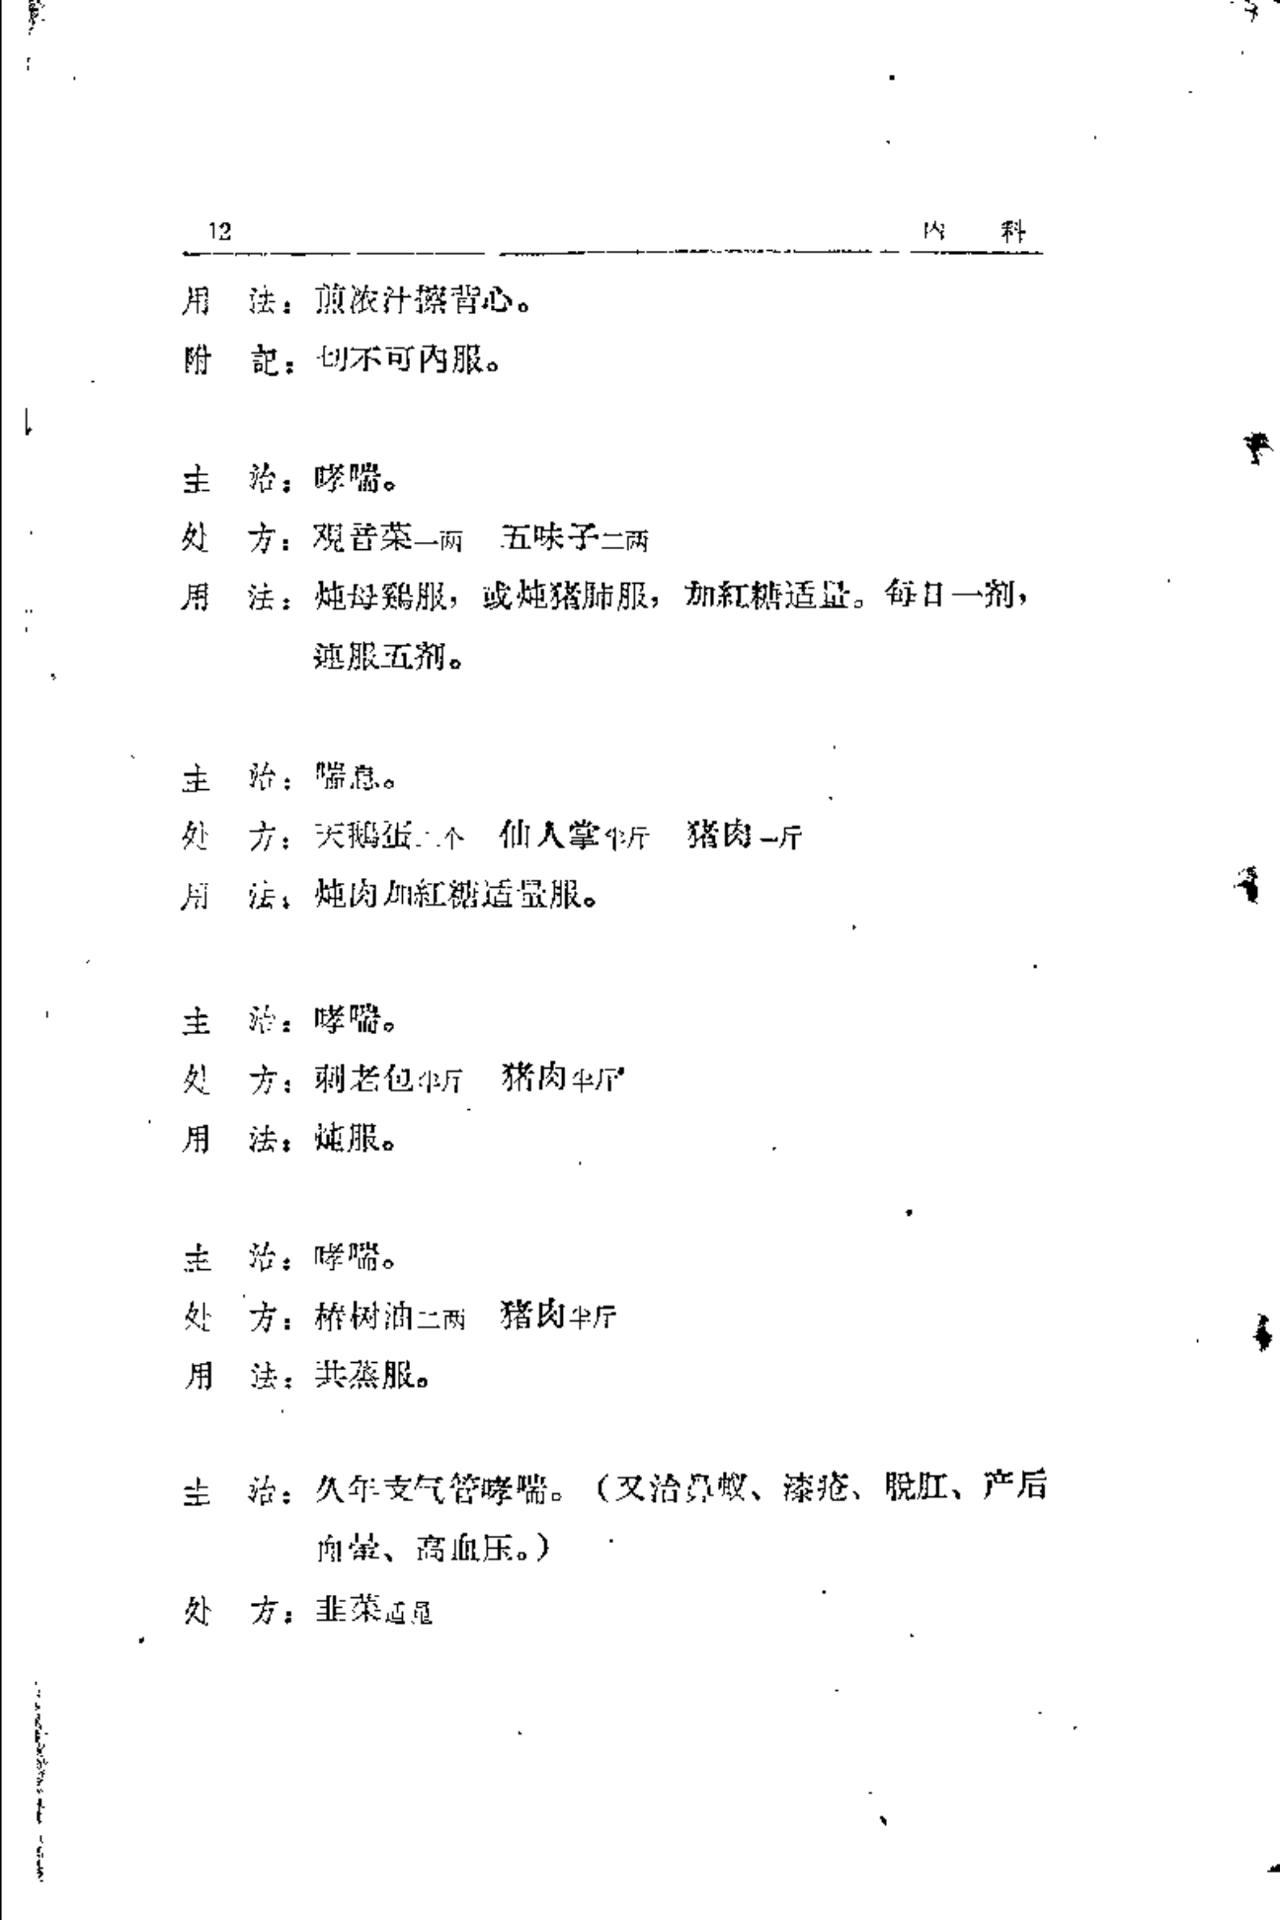 12 内 科
用 法：煎浓汁擦背心。
附 記：切不可内服。
主 治：哮喘。
处 方：观音菜一两 五味子二两
用 法：炖母鷄服，或炖猪肺服，加紅糖适量。每日一剂，
連服五剂。
主 治：喘息。
处 方：天鵝蛋 个 仙人掌半斤 猪肉一斤
用 法：炖肉加紅糖适量服。
主 治：哮喘。
处 方：刺老包半斤 猪肉半斤
用 法：炖服。
主 治：哮喘。
处 方：椿树油二两 猪肉半斤
用 法：共蒸服。
主 治：久年支气管哮喘。（又治鼻衄、漆疮、脫肛、产后
血暈、高血压。）
处 方：韭菜适量